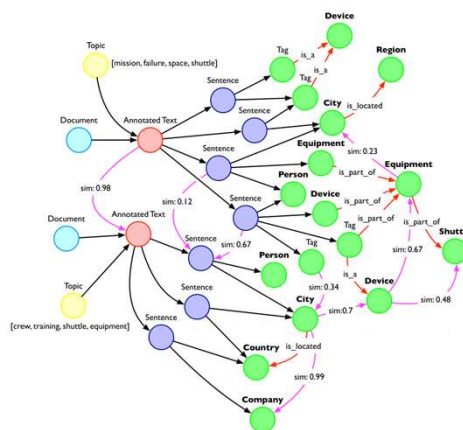 Device
Topic
is_a
Region
Tag
[mission, failure, space, shuttle]
Sentence
is_a
Tag
City
is_located
Document
Annotated Text
Sentence
Sentence
Equipment
sim: 0.23
Equipment
is_part_of
Person
sim: 0.98
sim: 0.12
Sentence
Device
is_part_of
is_part_of
is_part_of
Document
Annotated Text
Sentence
sim: 0.67
Tag
Tag
sim: 0.67
Shutt
Person
is_a
sim: 0.34
Device
sim: 0.48
Topic
Sentence
City
sim:0.7
[crew, training, shuttle, equipment]
Sentence
is_located
Country
sim: 0.99
Company